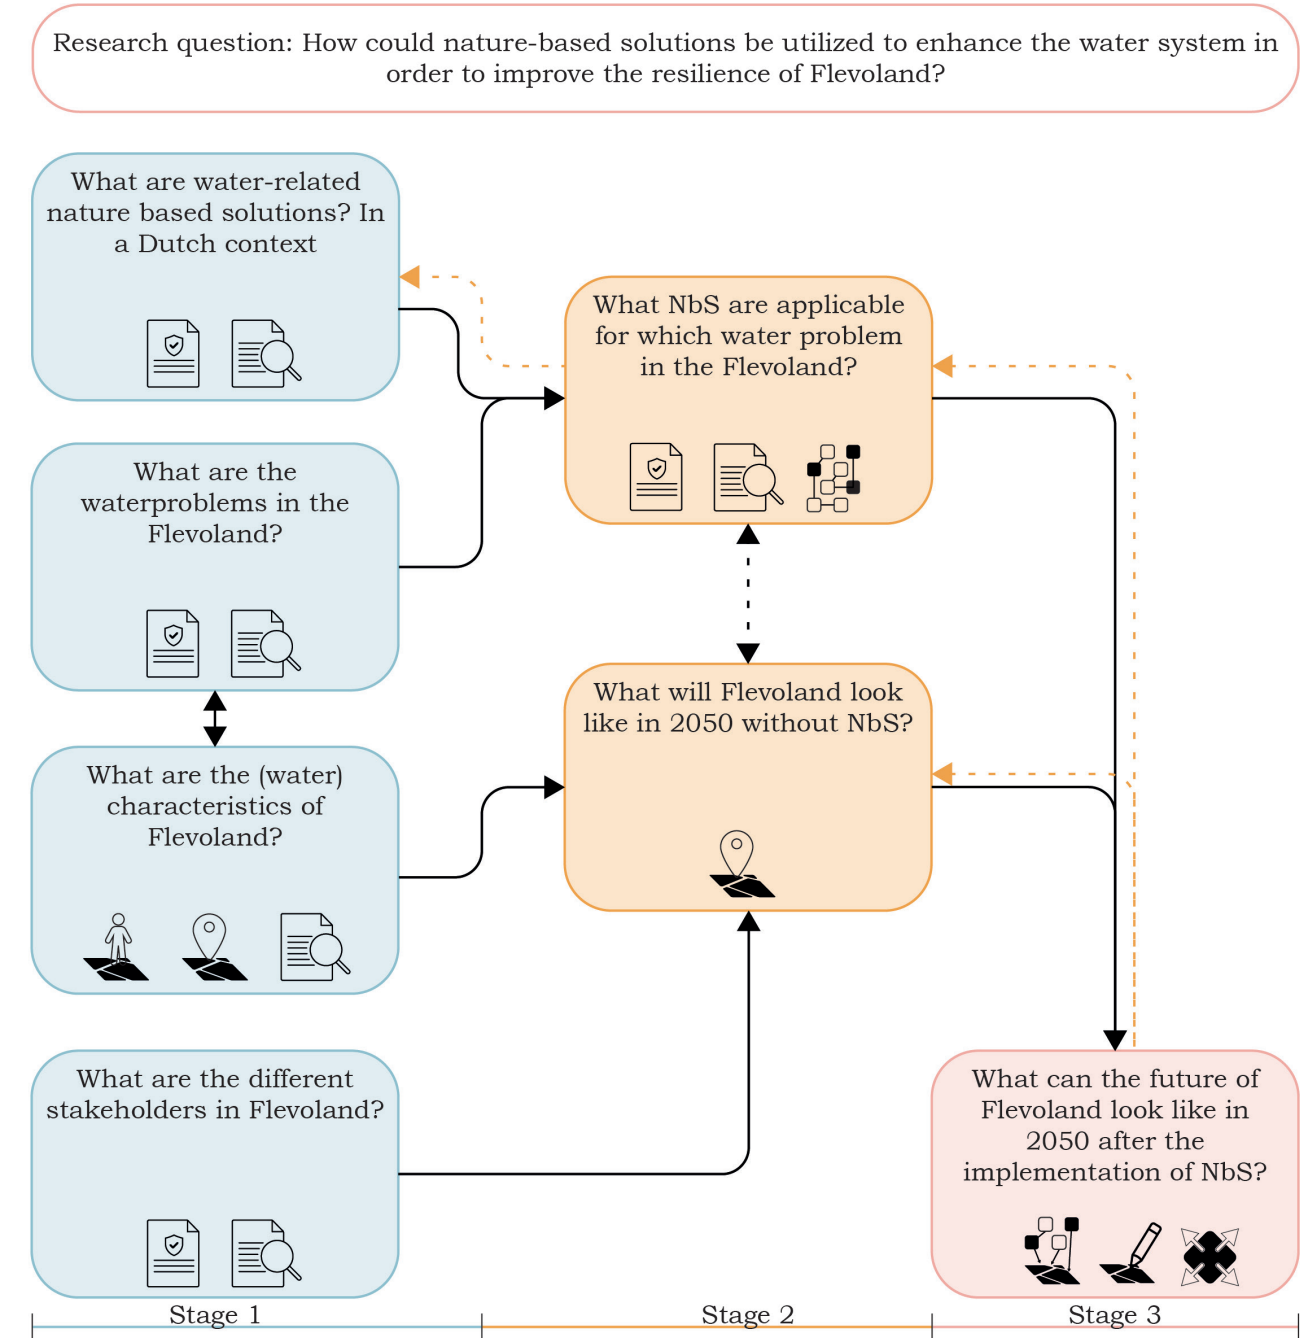 Research question: How could nature-based solutions be utilized to enhance the water system in
order to improve the resilience of Flevoland?
What are water-related
nature based solutions? In
a Dutch context
What are the
waterproblems in the
Flevoland?
What are the (water)
characteristics of
Flevoland?
What are the different
stakeholders in Flevoland?
What NbS are applicable
for which water problem
in the Flevoland?
What will Flevoland look
like in 2050 without NbS?
What can the future of
Flevoland look like in
2050 after the
implementation of NbS?
Stage 1
Stage 2
Stage 3